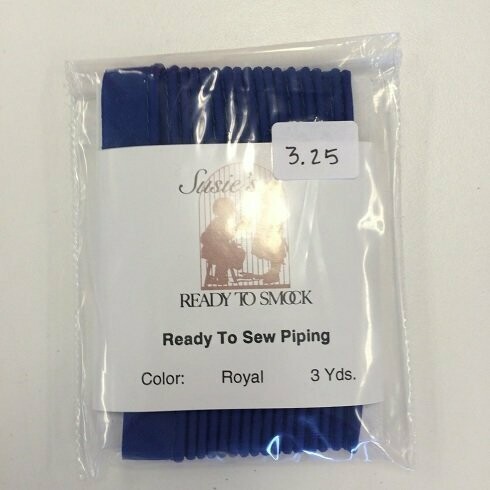 3.25
Susie's
READY TO SMOCK
Ready To Sew Piping
Color: Royal 3 Yds.